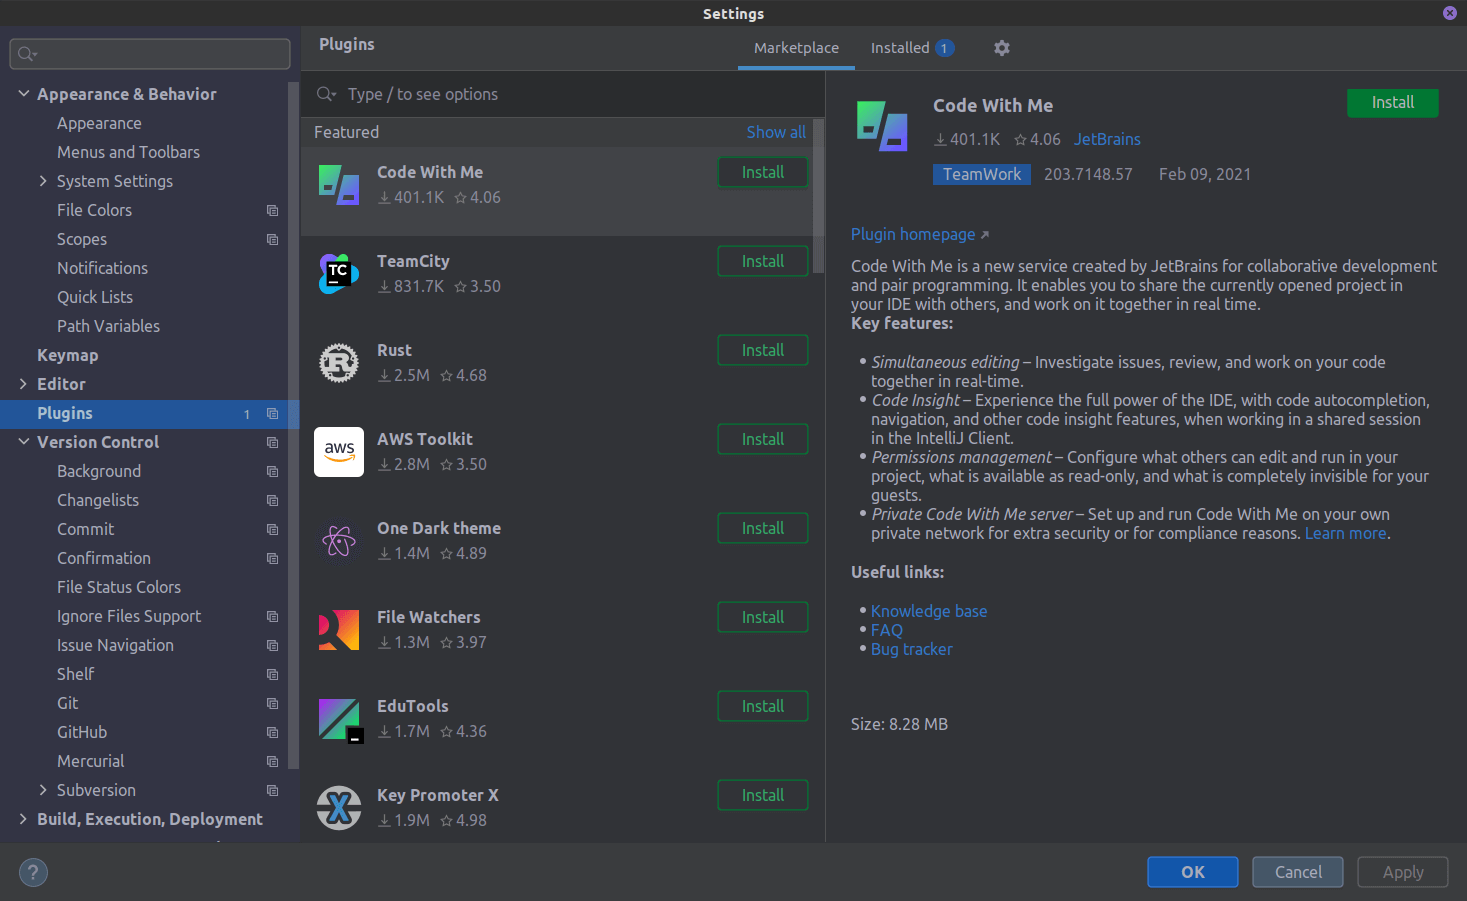 Settings
Appearance & Behavior
Appearance
Menus and Toolbars
System Settings
File Colors
Scopes
Notifications
Quick Lists
Path Variables
Keymap
Editor
Plugins 1
Version Control
Background
Changelists
Commit
Confirmation
File Status Colors
Ignore Files Support
Issue Navigation
Shelf
Git
GitHub
Mercurial
Subversion
Build, Execution, Deployment
?
Plugins
Marketplace
Installed 1
Type / to see options
Featured Show all
Code With Me Install
401.1K 4.06
TeamCity Install
TC
831.7K 3.50
Rust Install
R
2.5M 4.68
AWS Toolkit Install
aws
2.8M 3.50
One Dark theme Install
1.4M 4.89
File Watchers Install
1.3M 3.97
EduTools Install
1.7M 4.36
Key Promoter X Install
X
1.9M 4.98
Code With Me Install
401.1K 4.06 JetBrains
TeamWork 203.7148.57 Feb 09, 2021
Plugin homepage
Code With Me is a new service created by JetBrains for collaborative development
and pair programming. It enables you to share the currently opened project in
your IDE with others, and work on it together in real time.
Key features:
• Simultaneous editing – Investigate issues, review, and work on your code
together in real-time.
• Code Insight – Experience the full power of the IDE, with code autocompletion,
navigation, and other code insight features, when working in a shared session
in the IntelliJ Client.
• Permissions management – Configure what others can edit and run in your
project, what is available as read-only, and what is completely invisible for your
guests.
• Private Code With Me server – Set up and run Code With Me on your own
private network for extra security or for compliance reasons. Learn more.
Useful links:
• Knowledge base
• FAQ
• Bug tracker
Size: 8.28 MB
OK Cancel Apply